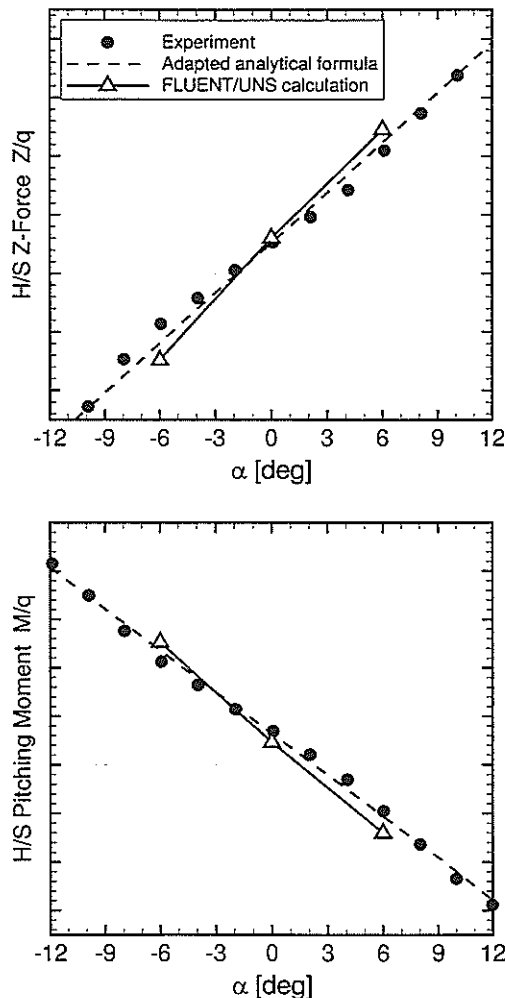 Experiment
Adapted analytical formula
FLUENT/UNS calculation
H/S Z-Force Z/q
-12 -9 -6 -3 0 3 6 9 12
α [deg]
H/S Pitching Moment M/q
-12 -9 -6 -3 0 3 6 9 12
α [deg]